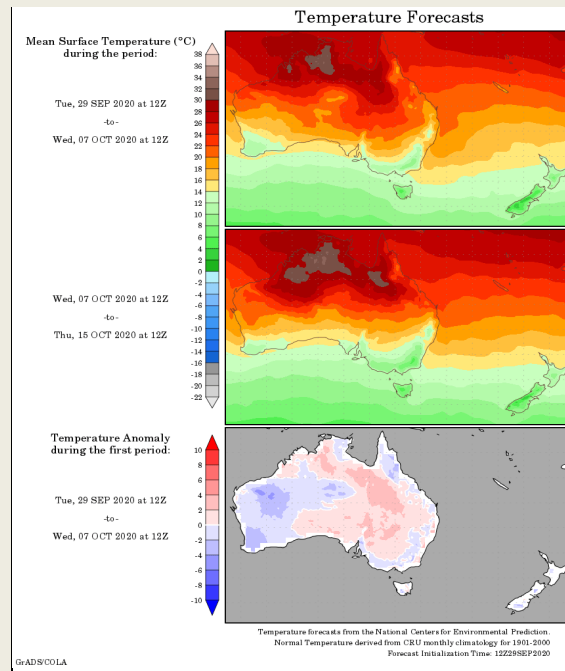 Temperature Forecasts
Mean Surface Temperature (°C)
during the period:
Tue, 29 SEP 2020 at 12Z
-to-
Wed, 07 OCT 2020 at 12Z
38
36
34
32
30
28
26
24
22
20
18
16
14
12
10
8
6
4
2
0
-2
-4
-6
-8
-10
-12
-14
-16
-18
-20
-22
Wed, 07 OCT 2020 at 12Z
-to-
Thu, 15 OCT 2020 at 12Z
Temperature Anomaly
during the first period:
Tue, 29 SEP 2020 at 12Z
-to-
Wed, 07 OCT 2020 at 12Z
10
8
6
4
2
0
-2
-4
-6
-8
-10
Temperature forecasts from the National Centers for Environmental Prediction.
Normal Temperature derived from CRU monthly climatology for 1901-2000
Forecast Initialization Time: 12Z29SEP2020
GrADS/COLA